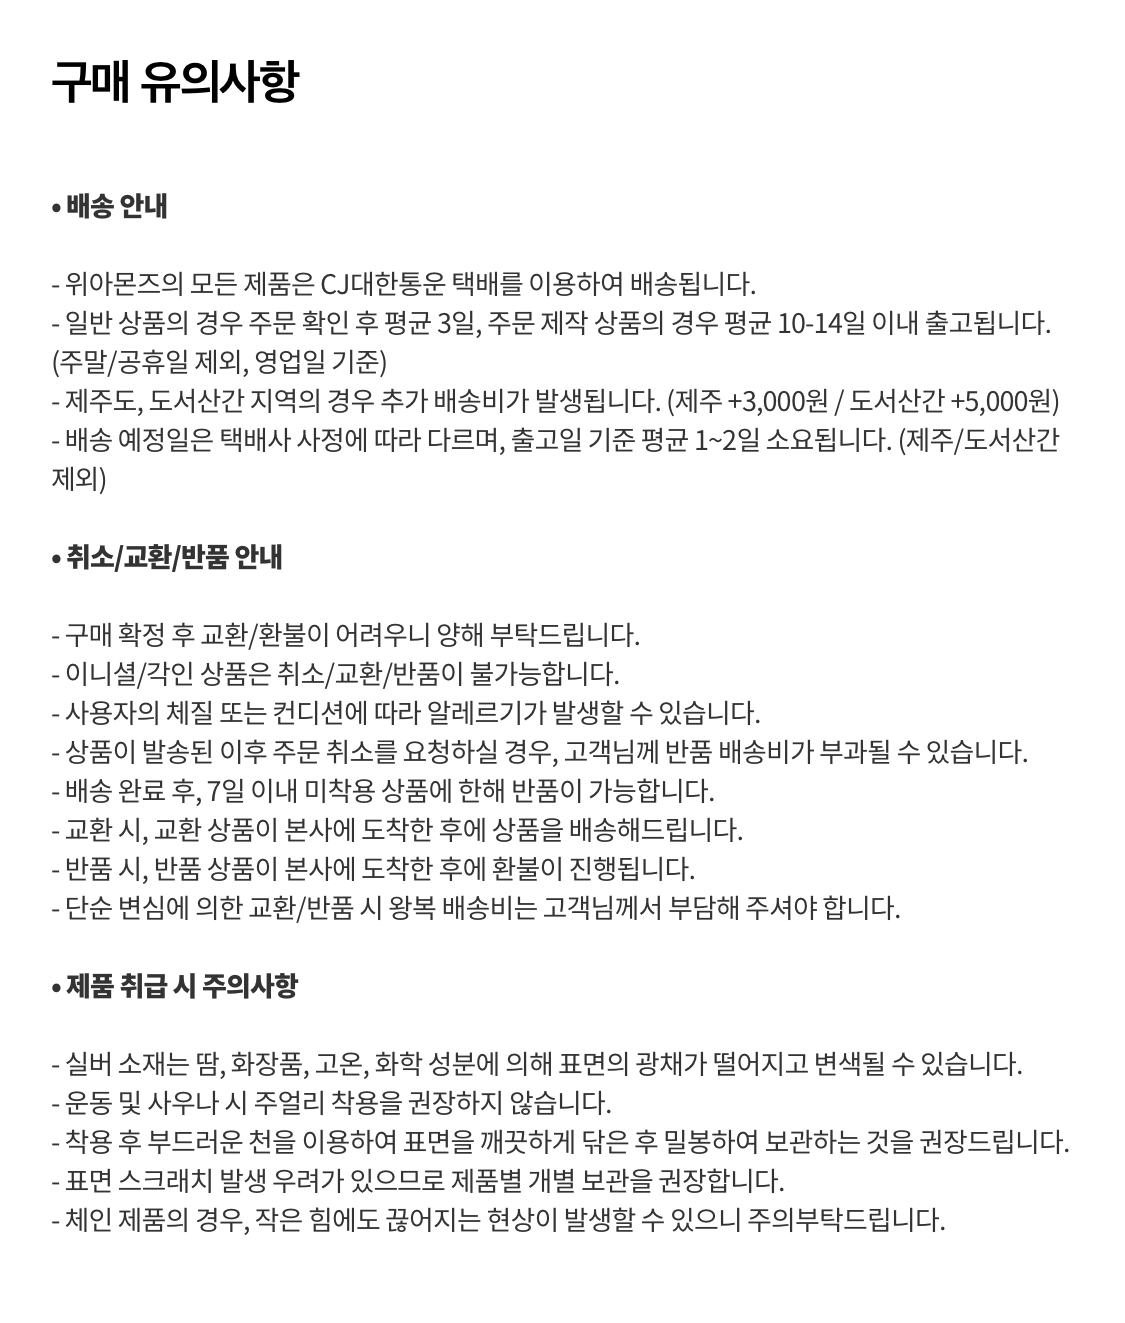 구매 유의사항
• 배송 안내
- 위아몬즈의 모든 제품은 CJ대한통운 택배를 이용하여 배송됩니다.
- 일반 상품의 경우 주문 확인 후 평균 3일, 주문 제작 상품의 경우 평균 10-14일 이내 출고됩니다.
(주말/공휴일 제외, 영업일 기준)
- 제주도, 도서산간 지역의 경우 추가 배송비가 발생됩니다. (제주 +3,000원 / 도서산간 +5,000원)
- 배송 예정일은 택배사 사정에 따라 다르며, 출고일 기준 평균 1~2일 소요됩니다. (제주/도서산간
제외)
• 취소/교환/반품 안내
- 구매 확정 후 교환/환불이 어려우니 양해 부탁드립니다.
- 이니셜/각인 상품은 취소/교환/반품이 불가능합니다.
- 사용자의 체질 또는 컨디션에 따라 알레르기가 발생할 수 있습니다.
- 상품이 발송된 이후 주문 취소를 요청하실 경우, 고객님께 반품 배송비가 부과될 수 있습니다.
- 배송 완료 후, 7일 이내 미착용 상품에 한해 반품이 가능합니다.
- 교환 시, 교환 상품이 본사에 도착한 후에 상품을 배송해드립니다.
- 반품 시, 반품 상품이 본사에 도착한 후에 환불이 진행됩니다.
- 단순 변심에 의한 교환/반품 시 왕복 배송비는 고객님께서 부담해 주셔야 합니다.
• 제품 취급 시 주의사항
- 실버 소재는 땀, 화장품, 고온, 화학 성분에 의해 표면의 광채가 떨어지고 변색될 수 있습니다.
- 운동 및 사우나 시 주얼리 착용을 권장하지 않습니다.
- 착용 후 부드러운 천을 이용하여 표면을 깨끗하게 닦은 후 밀봉하여 보관하는 것을 권장드립니다.
- 표면 스크래치 발생 우려가 있으므로 제품별 개별 보관을 권장합니다.
- 체인 제품의 경우, 작은 힘에도 끊어지는 현상이 발생할 수 있으니 주의부탁드립니다.